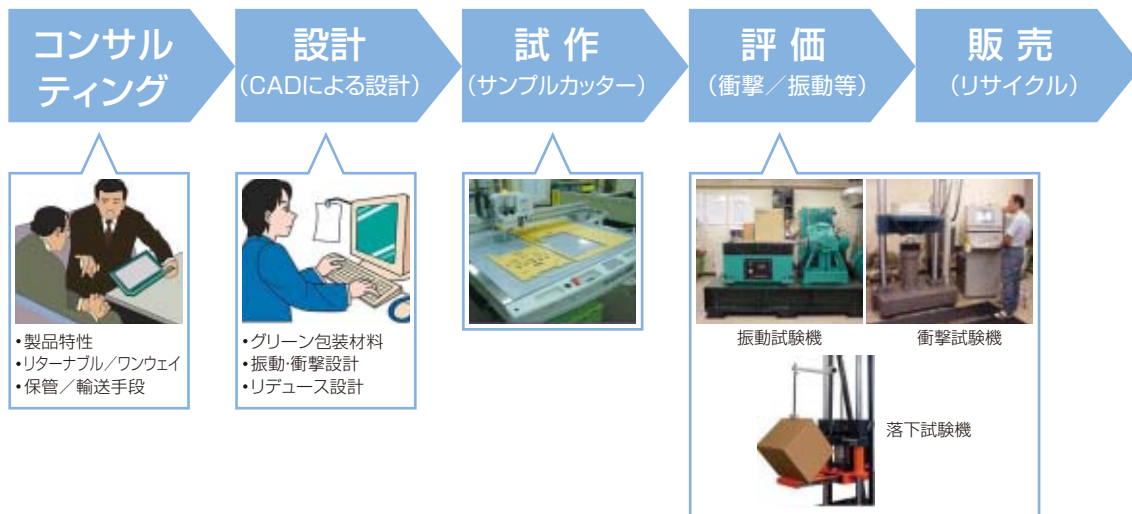 コンサル
ティング
設計
(CADによる設計)
試作
(サンプルカッター)
評価
(衝撃/振動等)
販売
(リサイクル)
•製品特性
•リターナブル/ワンウェイ
•保管/輸送手段
•グリーン包装材料
•振動·衝撃設計
•リデュース設計
振動試験機
衝撃試験機
落下試験機